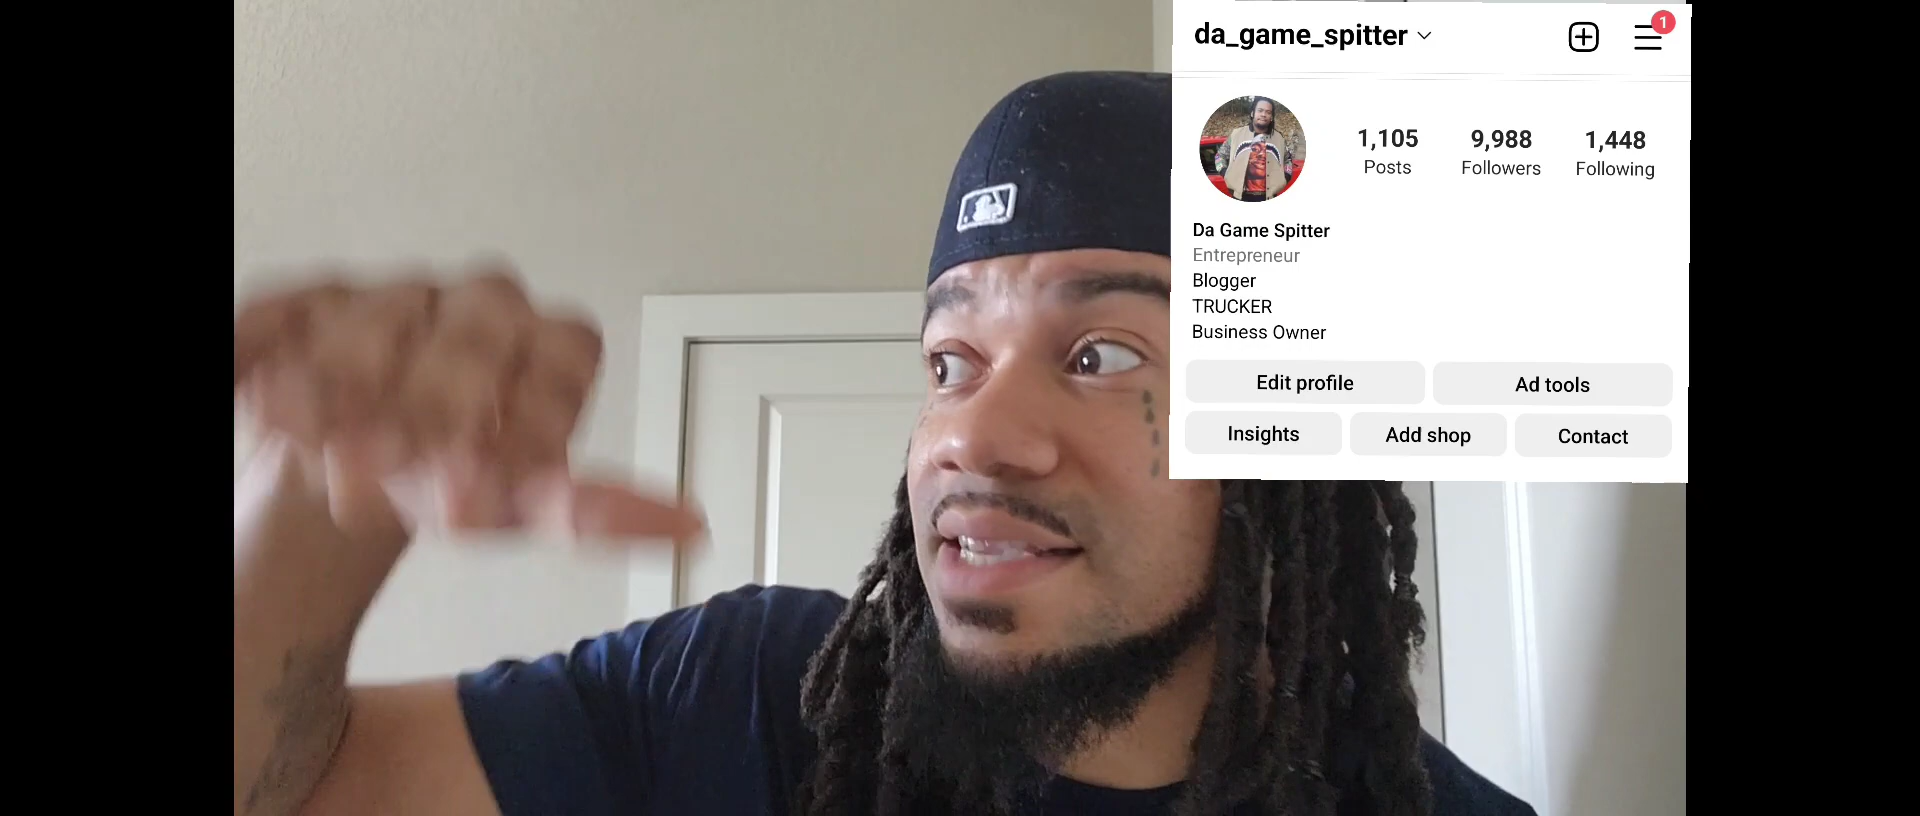 da_game_spitter
1
1,105 9,988 1,448
Posts Followers Following
Da Game Spitter
Entrepreneur
Blogger
TRUCKER
Business Owner
Edit profile Ad tools
Insights Add shop Contact